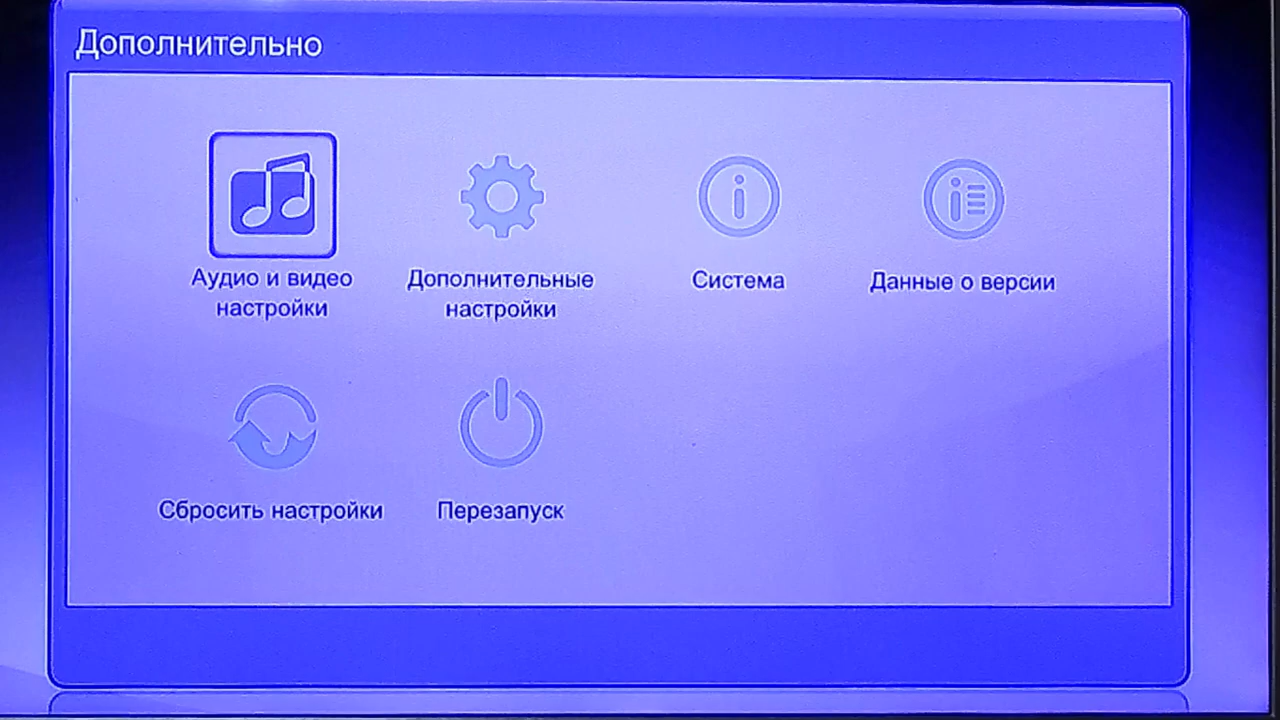 Дополнительно
Аудио и видео
настройки
Дополнительные
настройки
Система
Данные о версии
Сбросить настройки
Перезапуск